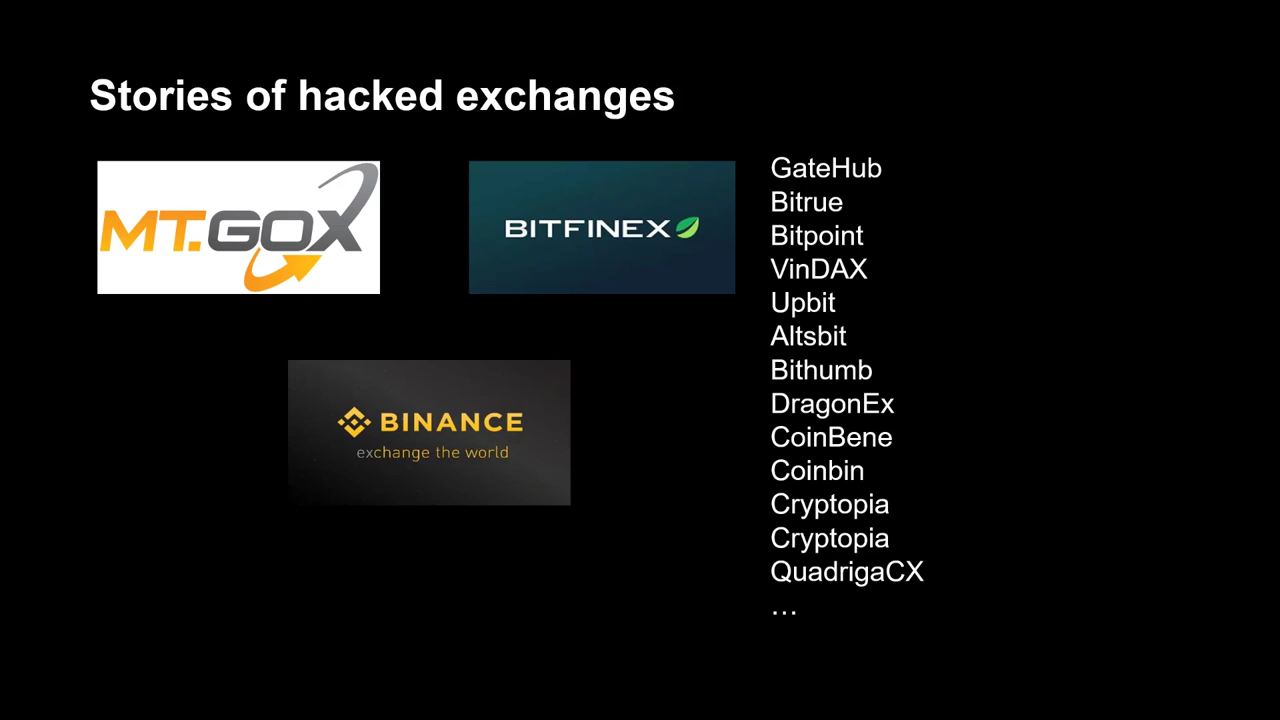 Stories of hacked exchanges
MT.GOX
BITFINEX
BINANCE
exchange the world
GateHub
Bitrue
Bitpoint
VinDAX
Upbit
Altsbit
Bithumb
DragonEx
CoinBene
Coinbin
Cryptopia
Cryptopia
QuadrigaCX
…